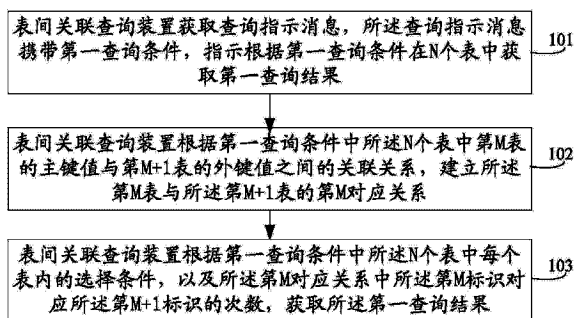 表间关联查询装置获取查询指示消息，所述查询指示消息
携带第一查询条件，指示根据第一查询条件在N个表中获
取第一查询结果
101
表间关联查询装置根据第一查询条件中所述N个表中第M表
的主键值与第M+1表的外键值之间的关联关系，建立所述
第M表与所述第M+1表的第M对应关系
102
表间关联查询装置根据第一查询条件中所述N个表中每个
表内的选择条件，以及所述第M对应关系中所述第M标识对
应所述第M+1标识的次数，获取所述第一查询结果
103